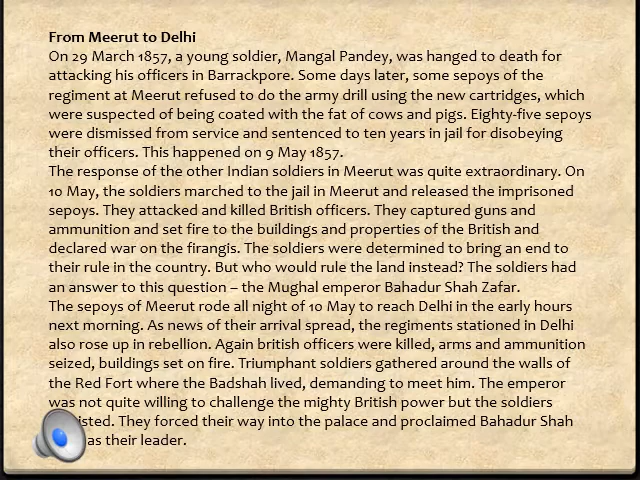 From Meerut to Delhi
On 29 March 1857, a young soldier, Mangal Pandey, was hanged to death for
attacking his officers in Barrackpore. Some days later, some sepoys of the
regiment at Meerut refused to do the army drill using the new cartridges, which
were suspected of being coated with the fat of cows and pigs. Eighty-five sepoys
were dismissed from service and sentenced to ten years in jail for disobeying
their officers. This happened on 9 May 1857.
The response of the other Indian soldiers in Meerut was quite extraordinary. On
10 May, the soldiers marched to the jail in Meerut and released the imprisoned
sepoys. They attacked and killed British officers. They captured guns and
ammunition and set fire to the buildings and properties of the British and
declared war on the firangis. The soldiers were determined to bring an end to
their rule in the country. But who would rule the land instead? The soldiers had
an answer to this question – the Mughal emperor Bahadur Shah Zafar.
The sepoys of Meerut rode all night of 10 May to reach Delhi in the early hours
next morning. As news of their arrival spread, the regiments stationed in Delhi
also rose up in rebellion. Again british officers were killed, arms and ammunition
seized, buildings set on fire. Triumphant soldiers gathered around the walls of
the Red Fort where the Badshah lived, demanding to meet him. The emperor
was not quite willing to challenge the mighty British power but the soldiers
isted. They forced their way into the palace and proclaimed Bahadur Shah
as their leader.